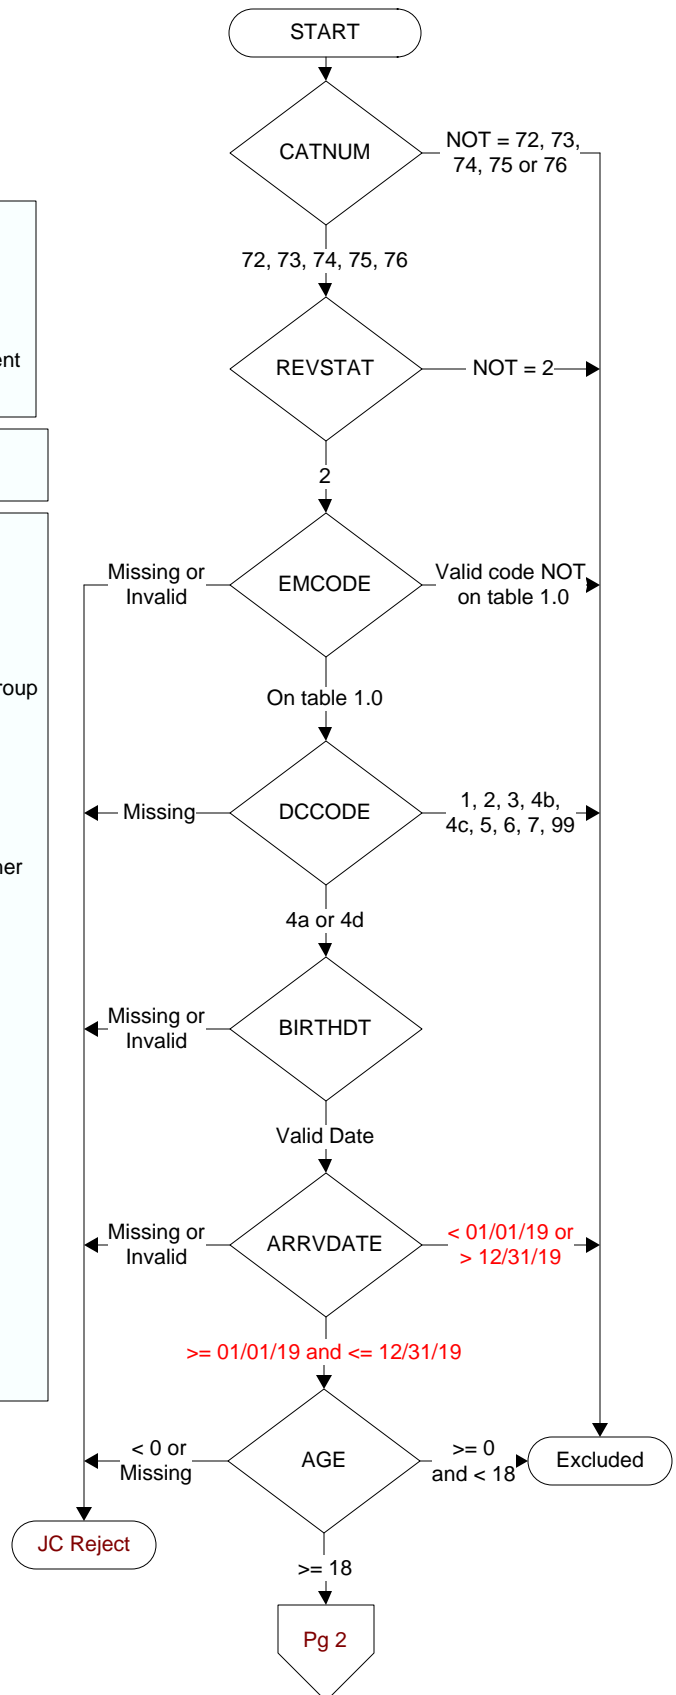 START
CATNUM
NOT = 72, 73,
74, 75 or 76
72, 73, 74, 75, 76
ent
REVSTAT
NOT = 2
2
Missing or
Invalid
EMCODE
Valid code NOT
on table 1.0
roup
On table 1.0
Missing
DCCODE
1, 2, 3, 4b,
4c, 5, 6, 7, 99
ner
4a or 4d
Missing or
Invalid
BIRTHDT
Valid Date
Missing or
Invalid
ARRVDATE
< 01/01/19 or
> 12/31/19
>= 01/01/19 and <= 12/31/19
< 0 or
Missing
AGE
>= 0
and < 18
Excluded
JC Reject
>= 18
Pg 2